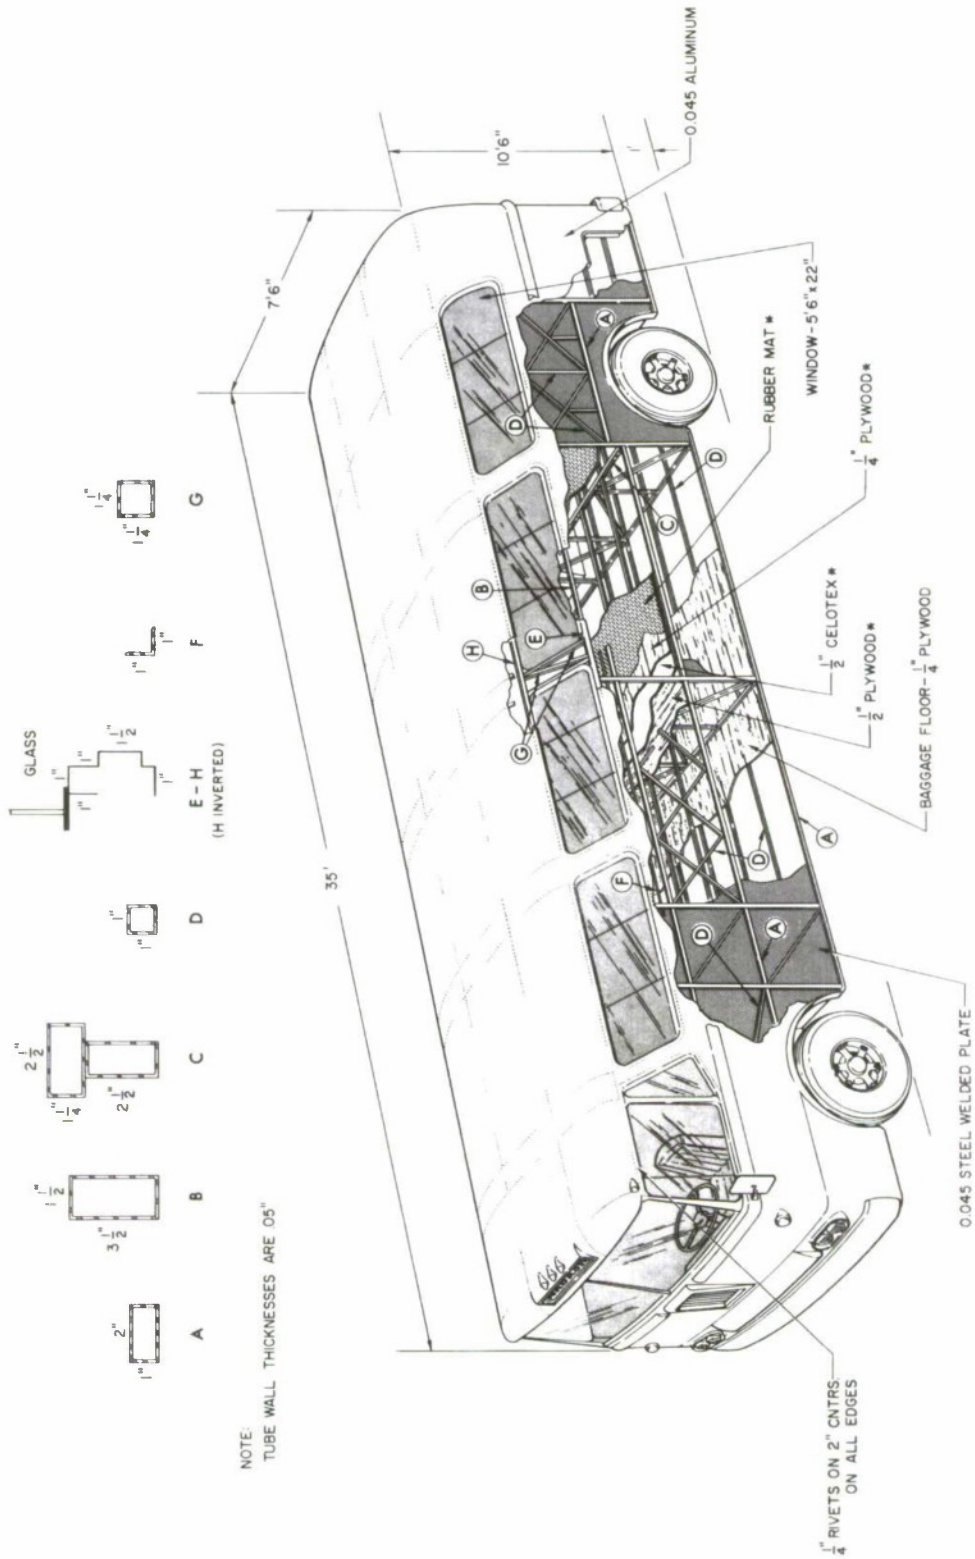 2"
1"
A
1 1/2"
3 1/2"
B
2 1/2"
1 1/4"
2 1/2"
C
1"
1"
D
GLASS
1"
1"
1"
1 1/2"
1"
E-H
(H INVERTED)
1"
1"
F
1 1/4"
1 1/4"
G
NOTE:
TUBE WALL THICKNESSES ARE .05"
35'
7'6"
10'6"
1'
0.045 ALUMINUM
WINDOW-5'6"x22"
RUBBER MAT*
1/4" PLYWOOD*
1/2" CELOTEX*
1/2" PLYWOOD*
BAGGAGE FLOOR-1/4" PLYWOOD
0.045 STEEL WELDED PLATE
1/4" RIVETS ON 2" CNTRS.
ON ALL EDGES
H
G
E
B
F
D
D
A
D
A
C
D
D
A